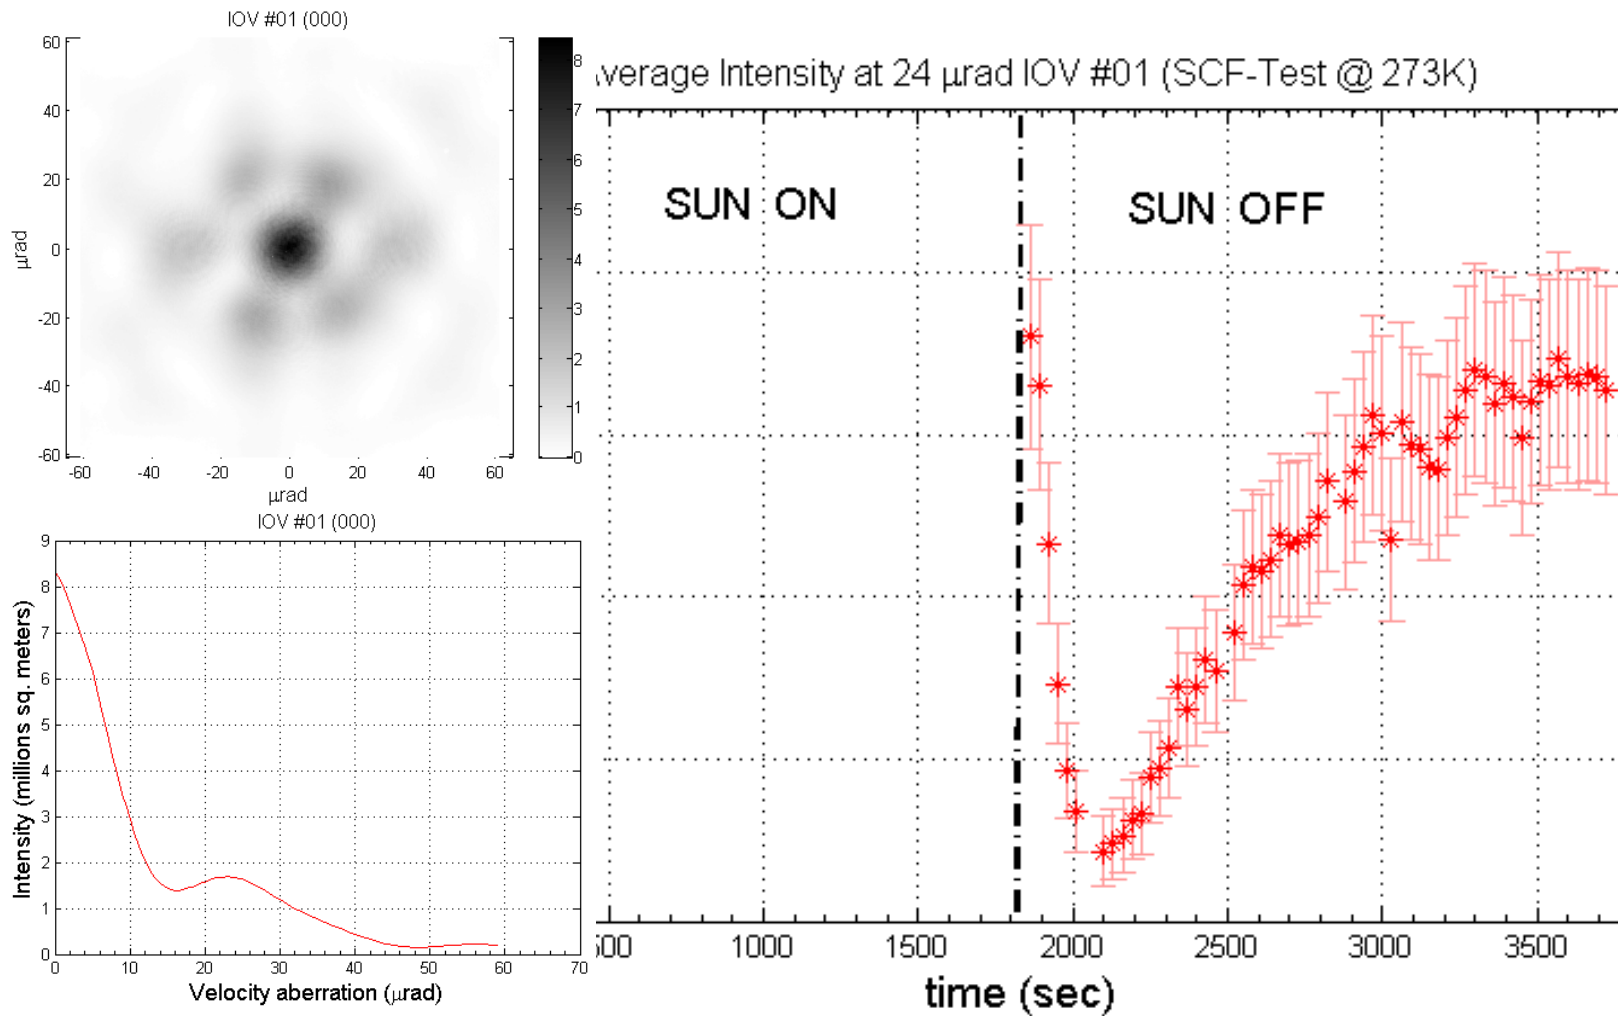 IOV #01 (000)
60
40
20
0
-20
-40
-60
-60 -40 -20 0 20 40 60
µrad
µrad
8
7
6
5
4
3
2
1
0
IOV #01 (000)
9
8
7
6
5
4
3
2
1
0
0 10 20 30 40 50 60 70
Intensity (millions sq. meters)
Velocity aberration (µrad)
Average Intensity at 24 µrad IOV #01 (SCF-Test @ 273K)
SUN ON
SUN OFF
500 1000 1500 2000 2500 3000 3500
time (sec)